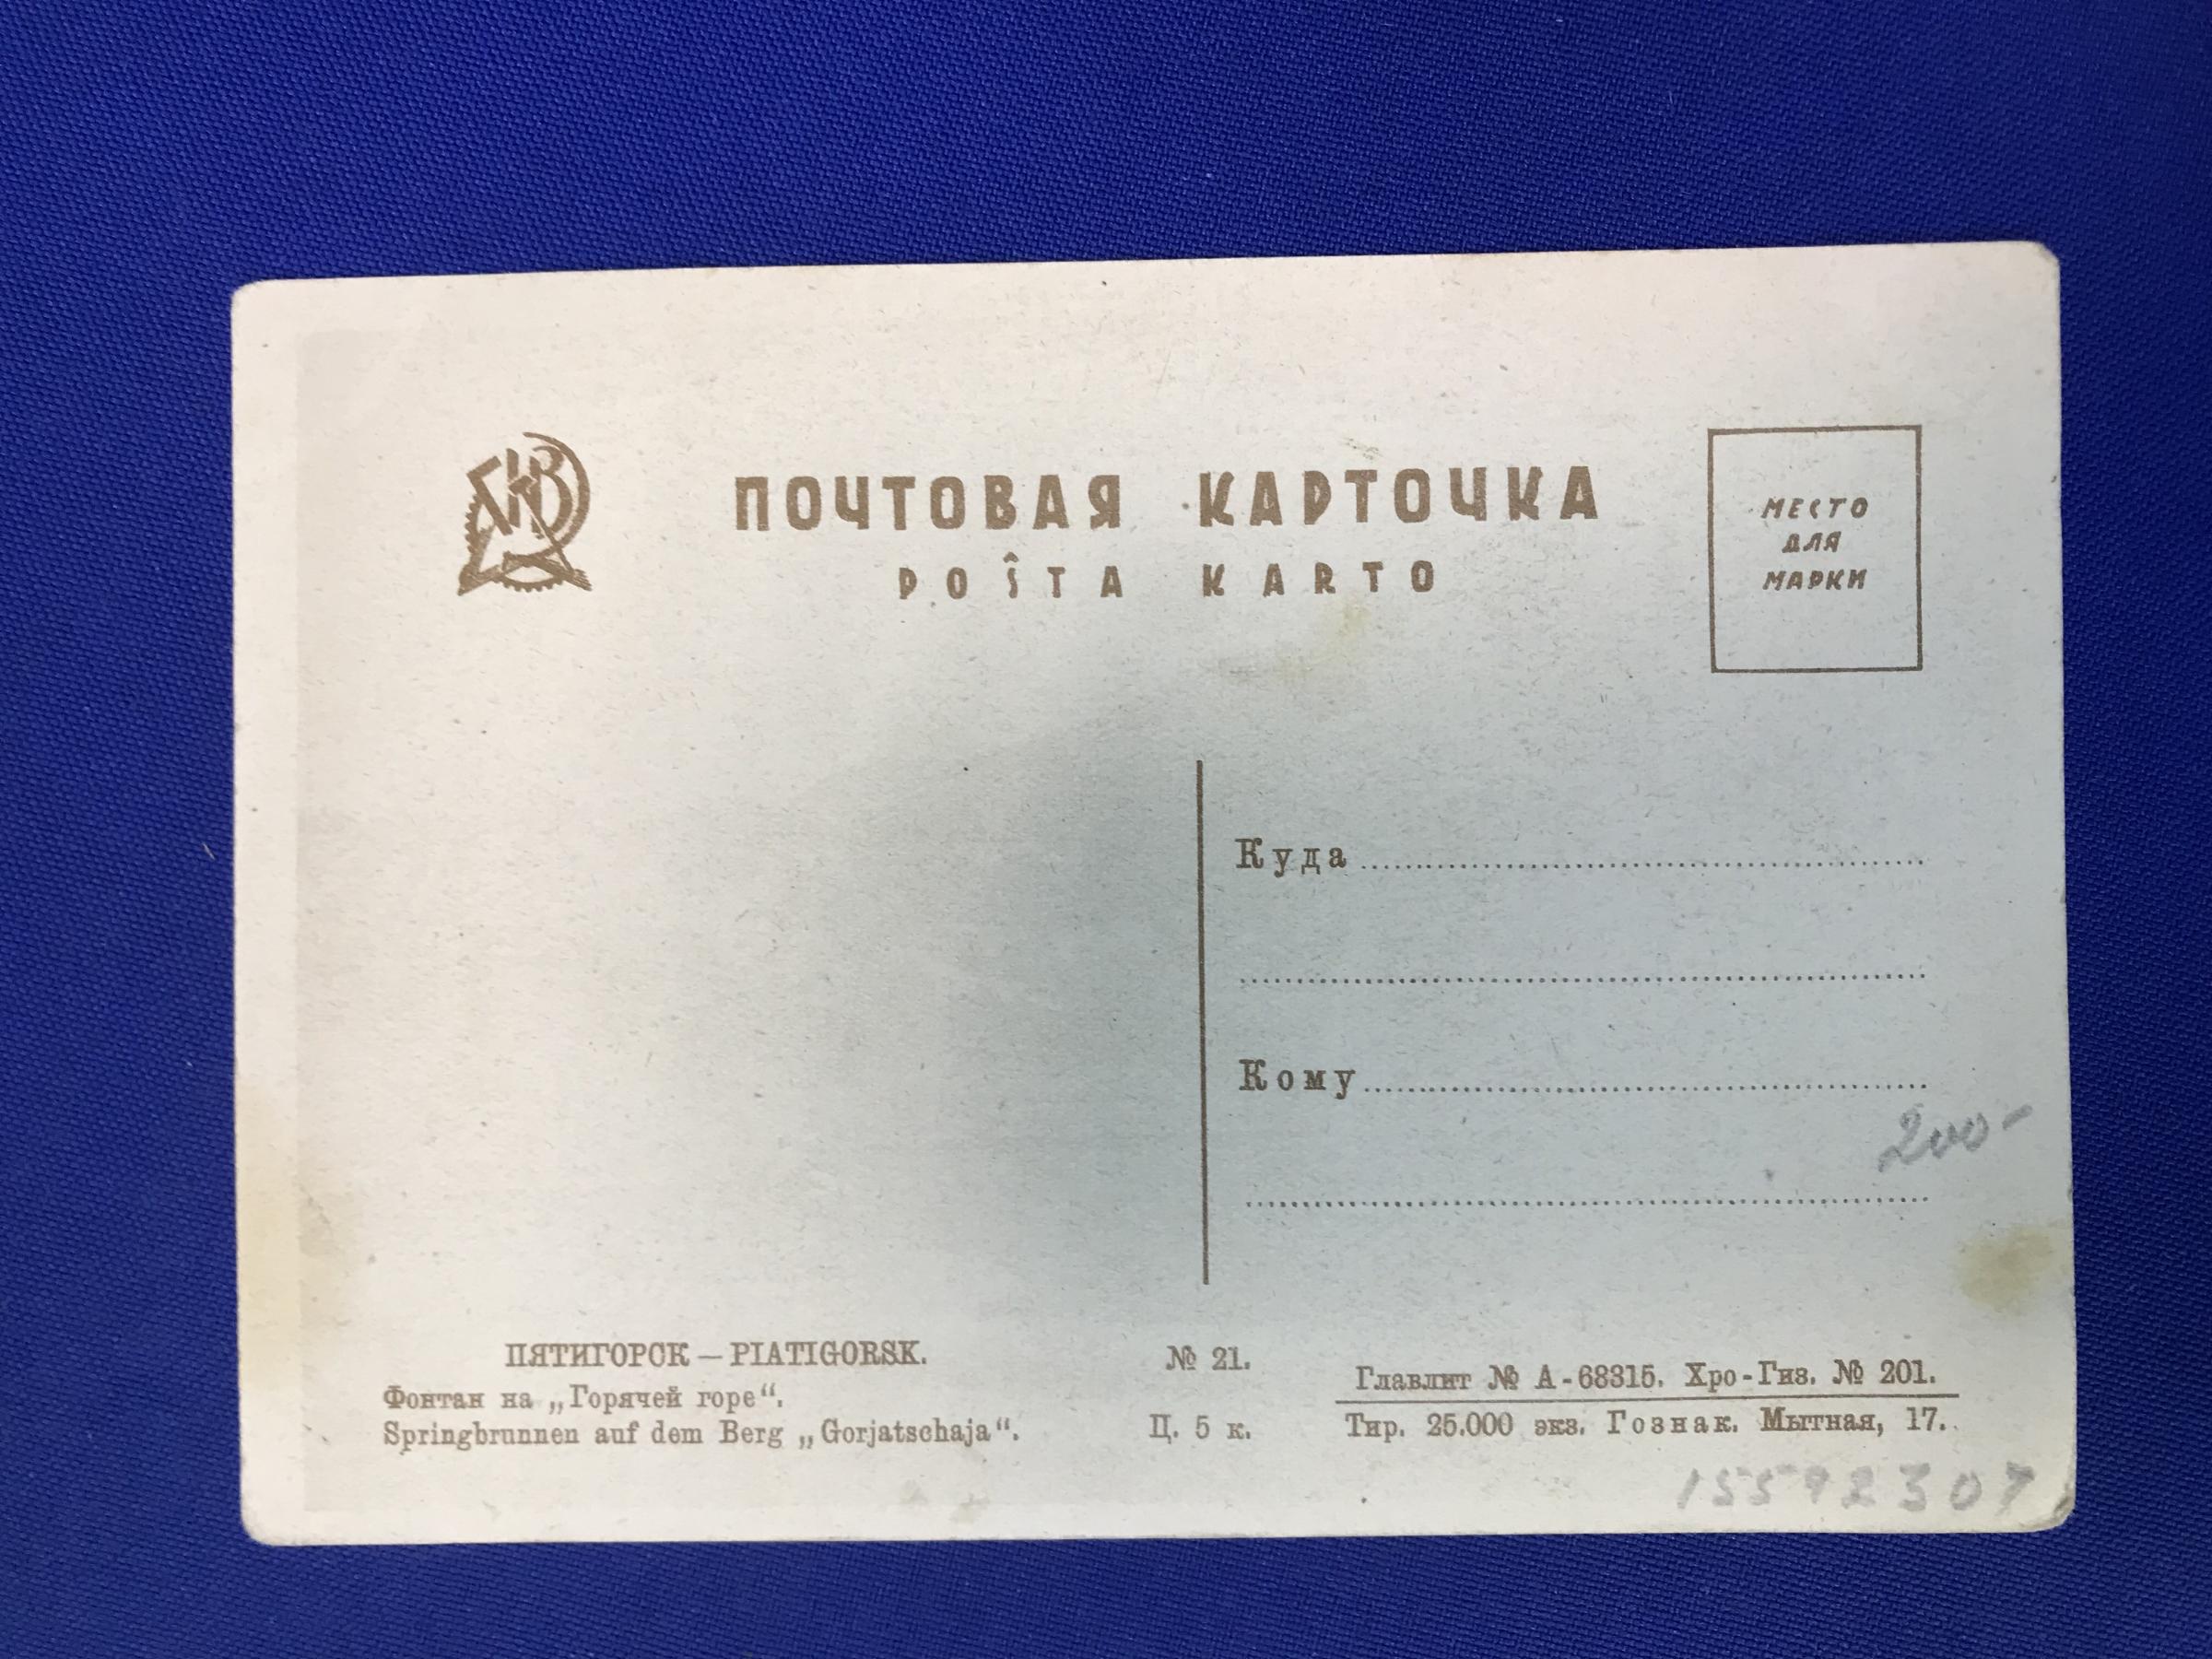 АКВ
ПОЧТОВАЯ КАРТОЧКА
POŜTA KARTO
МЕСТО
ДЛЯ
МАРКИ
Куда
Кому
200-
ПЯТИГОРСК — PIATIGORSK.
Фонтан на „Горячей горе“.
Springbrunnen auf dem Berg „Gorjatschaja“.
№ 21.
Ц. 5 к.
Главлит № А-68315. Хро-Гиз. № 201.
Тир. 25.000 экз. Гознак. Мытная, 17.
15592307